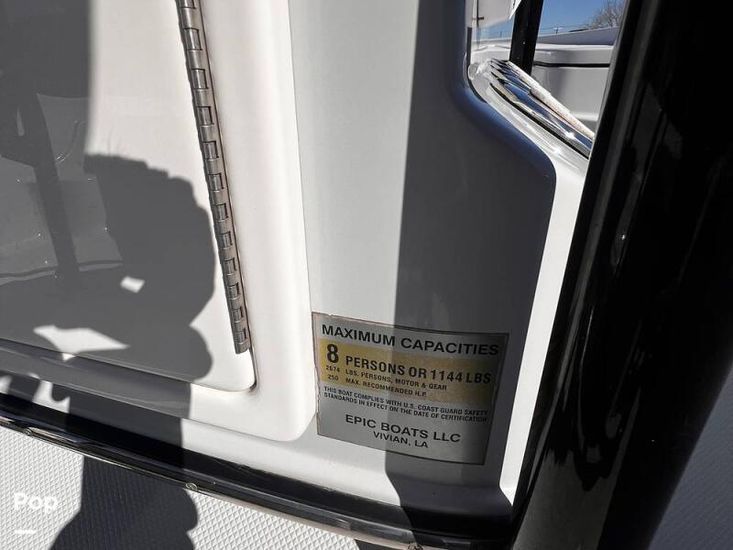 MAXIMUM CAPACITIES
8 PERSONS OR 1144 LBS
2674 LBS. PERSONS, MOTOR & GEAR
250 MAX. RECOMMENDED H.P.
THIS BOAT COMPLIES WITH U.S. COAST GUARD SAFETY
STANDARDS IN EFFECT ON THE DATE OF CERTIFICATION
EPIC BOATS LLC
VIVIAN, LA
Pop